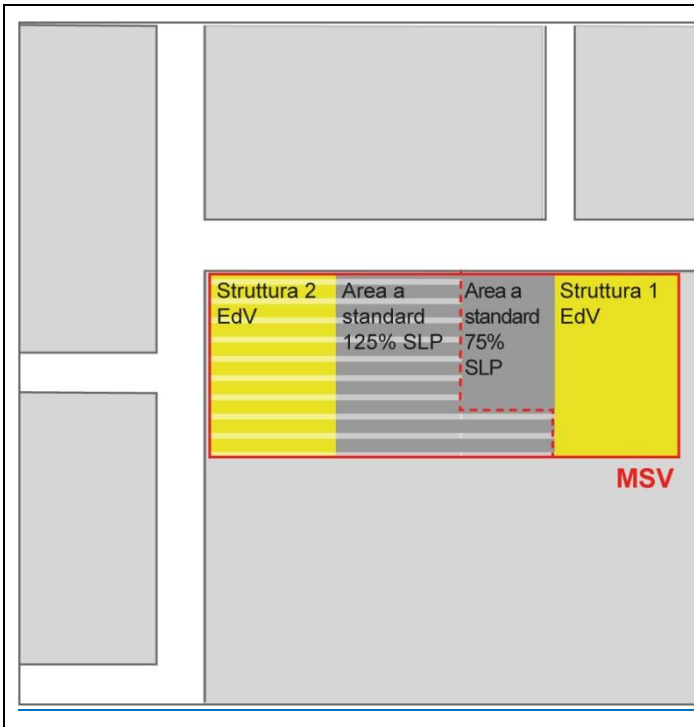 Struttura 2
EdV
Area a
standard
125% SLP
Area a
standard
75%
SLP
Struttura 1
EdV
MSV